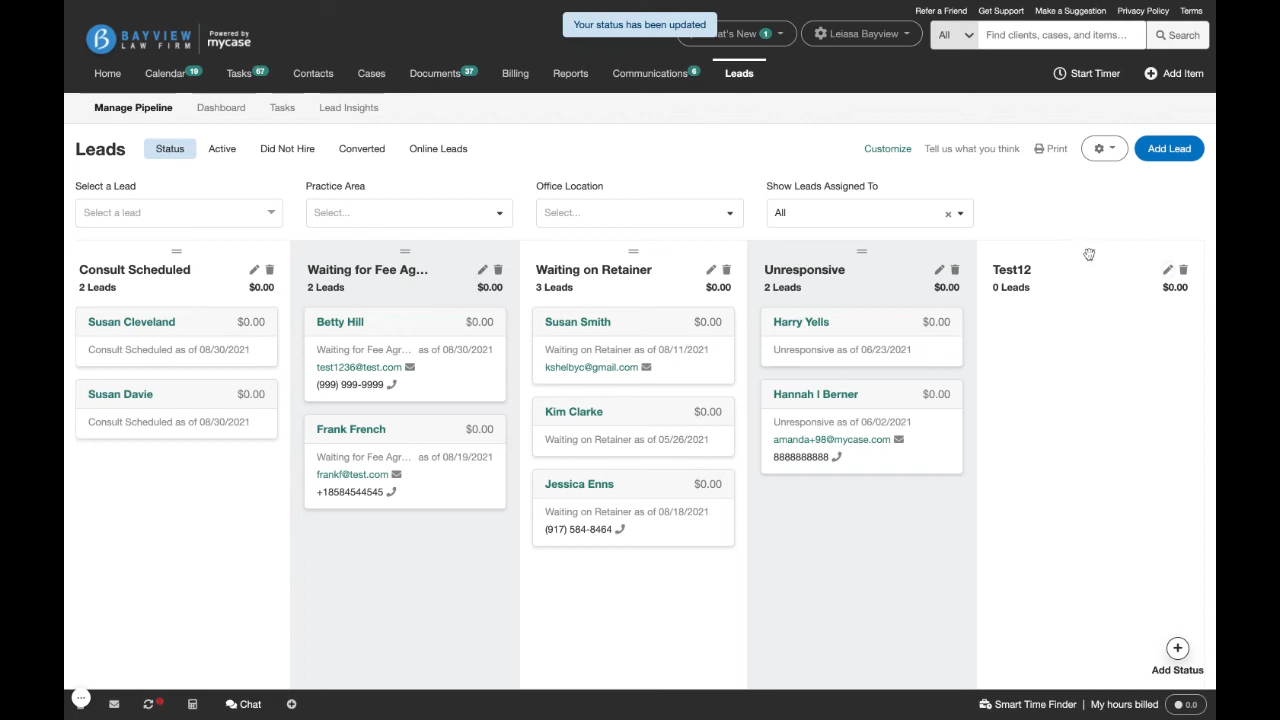 Refer a Friend Get Support Make a Suggestion Privacy Policy Terms
Your status has been updated
BAYVIEW
LAW FIRM
Powered by
mycase
's New 1
Leiasa Bayview
All
Find clients, cases, and items...
Search
Home Calendar 19 Tasks 67 Contacts Cases Documents 37 Billing Reports Communications 6 Leads
Start Timer Add Item
Manage Pipeline Dashboard Tasks Lead Insights
Leads Status Active Did Not Hire Converted Online Leads
Customize Tell us what you think Print Add Lead
Select a Lead Practice Area Office Location Show Leads Assigned To
Select a lead Select... Select... All ×
Consult Scheduled
2 Leads $0.00
Susan Cleveland $0.00
Consult Scheduled as of 08/30/2021
Susan Davie $0.00
Consult Scheduled as of 08/30/2021
Waiting for Fee Ag...
2 Leads $0.00
Betty Hill $0.00
Waiting for Fee Agr... as of 08/30/2021
test1236@test.com
(999) 999-9999
Frank French $0.00
Waiting for Fee Agr... as of 08/19/2021
frankf@test.com
+18584544545
Waiting on Retainer
3 Leads $0.00
Susan Smith $0.00
Waiting on Retainer as of 08/11/2021
kshelbyc@gmail.com
Kim Clarke $0.00
Waiting on Retainer as of 05/26/2021
Jessica Enns $0.00
Waiting on Retainer as of 08/18/2021
(917) 584-8464
Unresponsive
2 Leads $0.00
Harry Yells $0.00
Unresponsive as of 06/23/2021
Hannah I Berner $0.00
Unresponsive as of 06/02/2021
amanda+98@mycase.com
8888888888
Test12
0 Leads $0.00
Add Status
Chat
Smart Time Finder | My hours billed 0.0